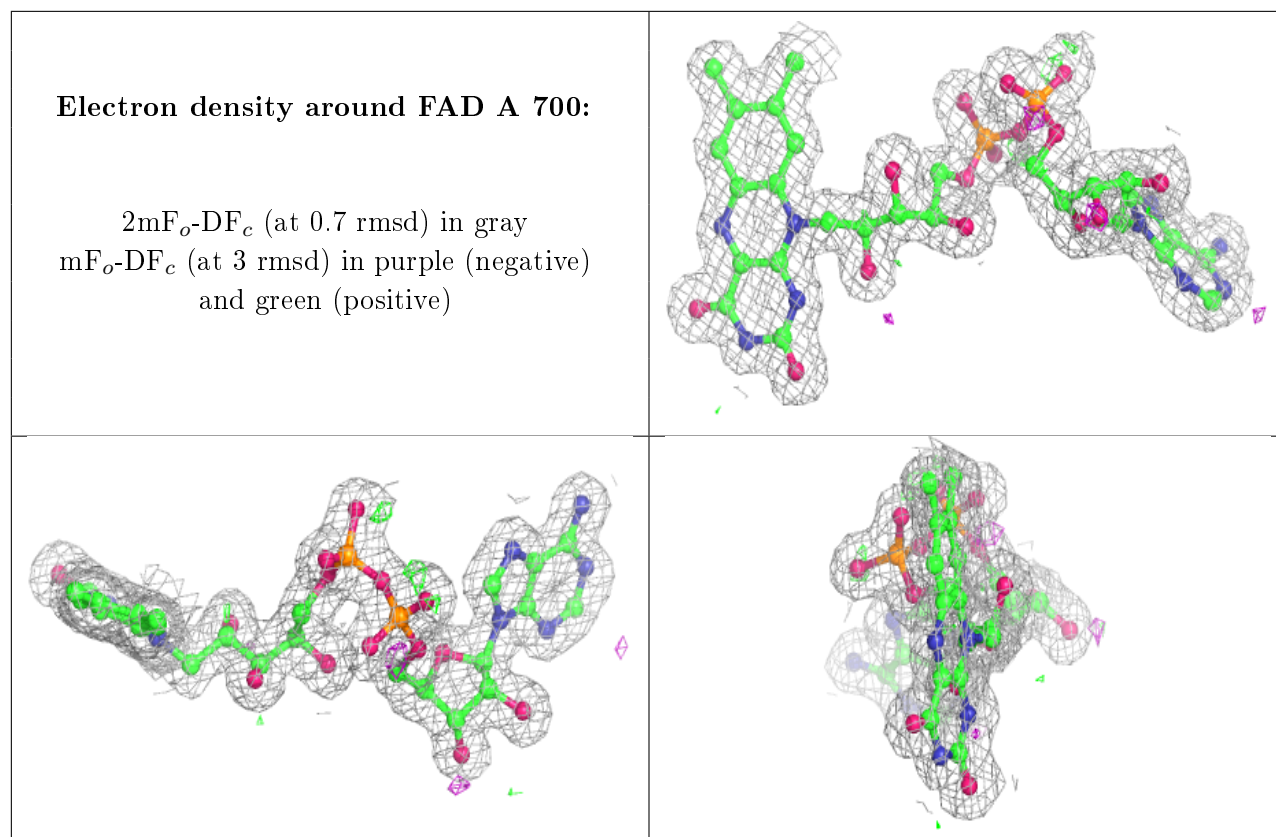 Electron density around FAD A 700:
2mFₒ-DF𝒸 (at 0.7 rmsd) in gray
mFₒ-DF𝒸 (at 3 rmsd) in purple (negative)
and green (positive)